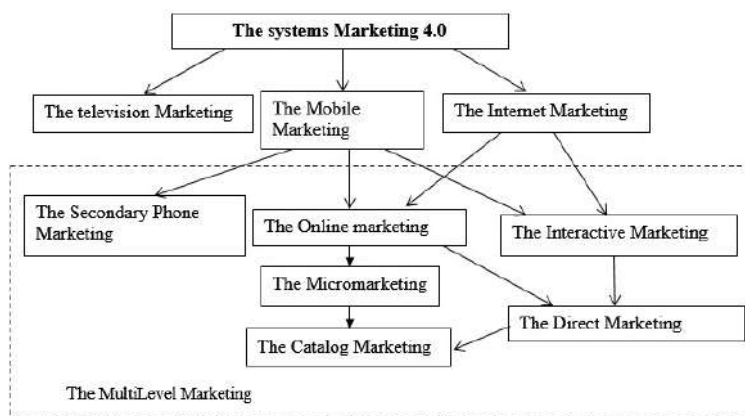 The systems Marketing 4.0
The television Marketing
The Mobile
Marketing
The Internet Marketing
The Secondary Phone
Marketing
The Online marketing
The Interactive Marketing
The Micromarketing
The Direct Marketing
The Catalog Marketing
The MultiLevel Marketing